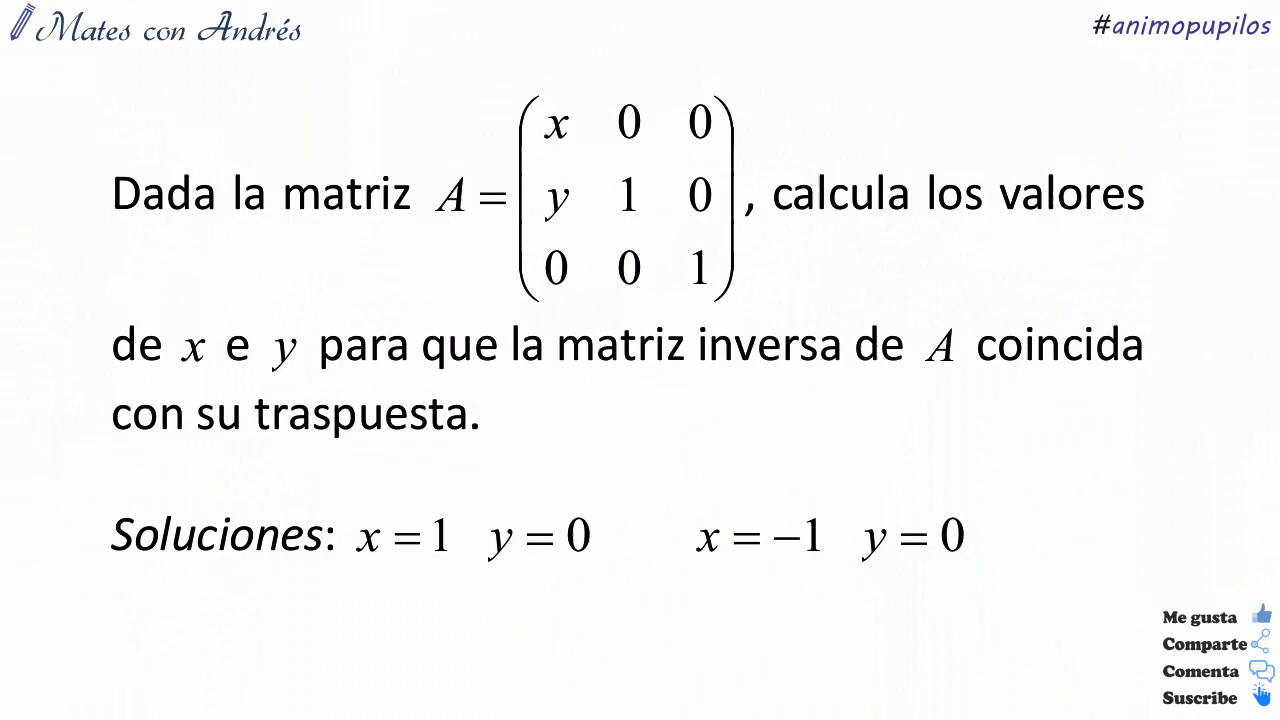 Mates con Andrés
#animopupilos
Dada la matriz A = ( x 0 0 ; y 1 0 ; 0 0 1 ) , calcula los valores
de x e y para que la matriz inversa de A coincida
con su traspuesta.
Soluciones: x = 1 y = 0 x = −1 y = 0
Me gusta
Comparte
Comenta
Suscribe